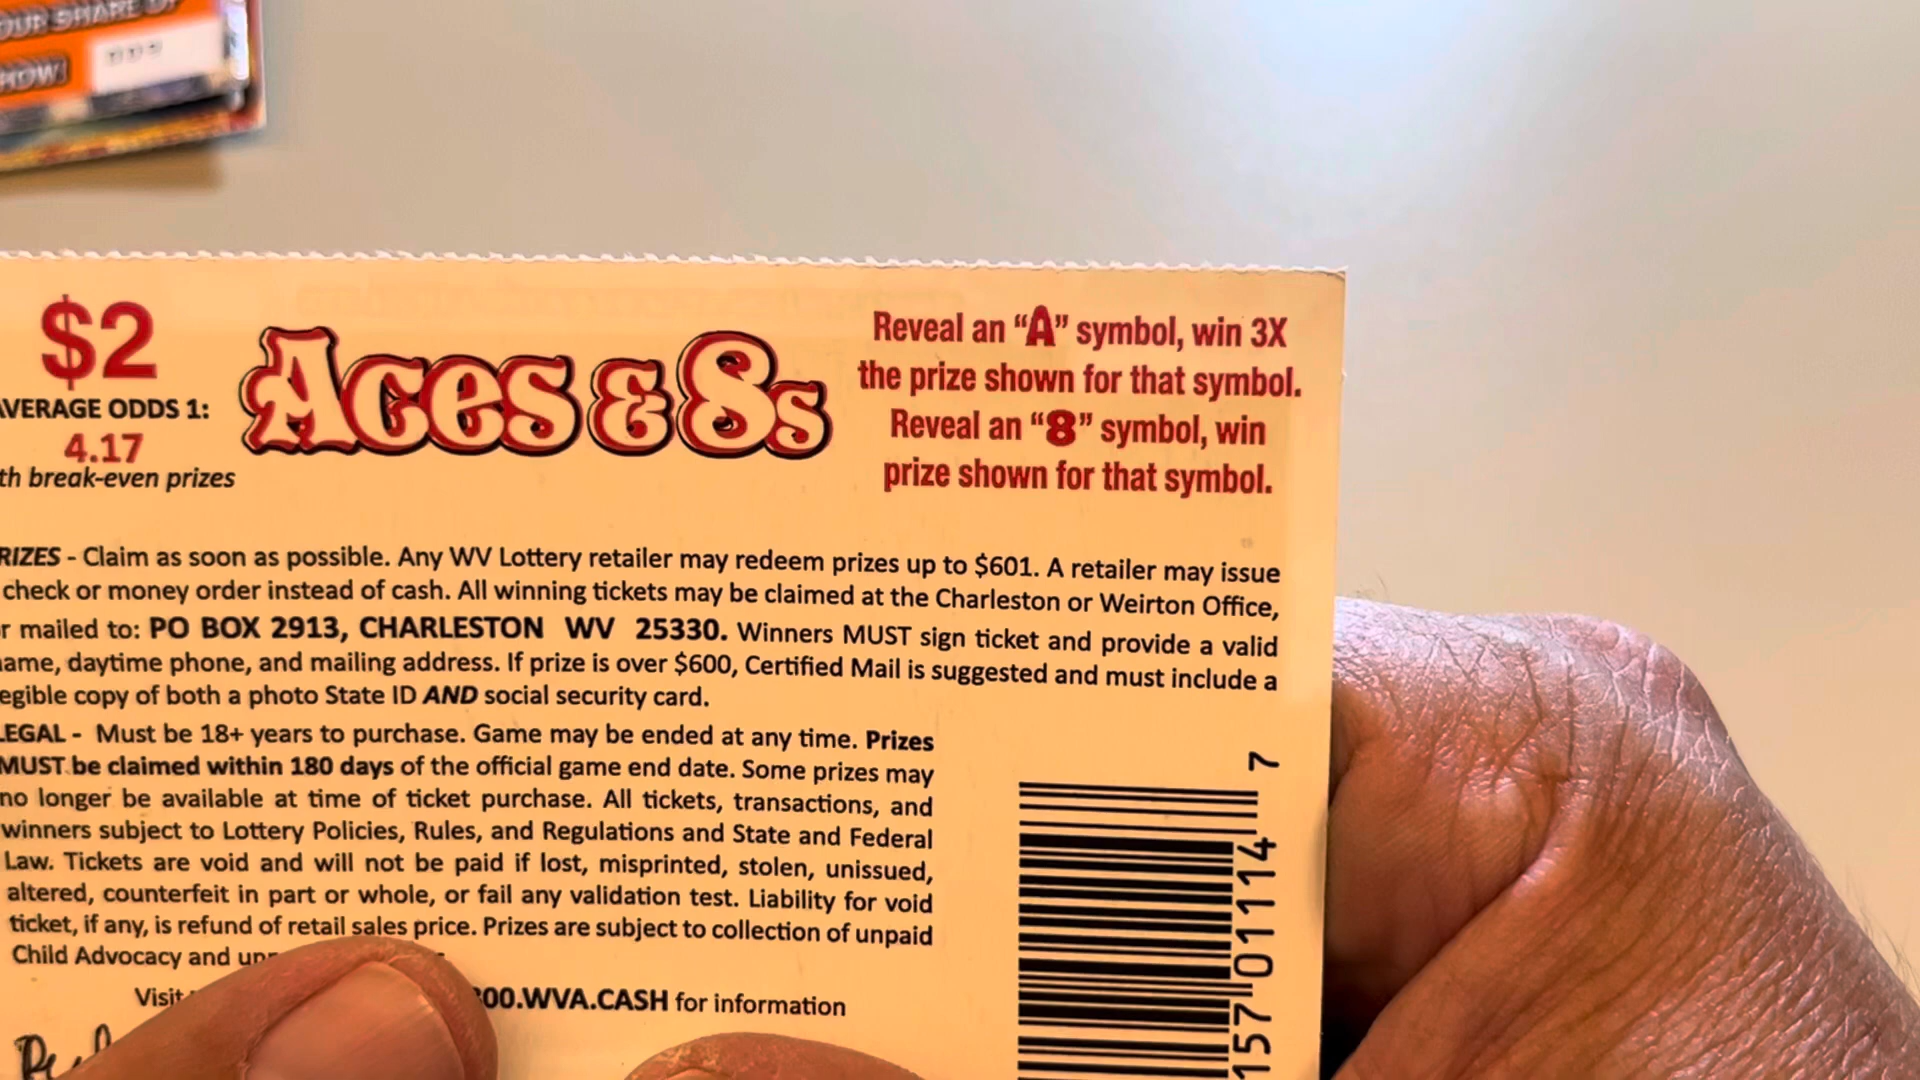 OUR SHARE OF
HOW!
$2
AVERAGE ODDS 1:
4.17
th break-even prizes
Aces & 8s
Reveal an “A” symbol, win 3X
the prize shown for that symbol.
Reveal an “8” symbol, win
prize shown for that symbol.
RIZES - Claim as soon as possible. Any WV Lottery retailer may redeem prizes up to $601. A retailer may issue
check or money order instead of cash. All winning tickets may be claimed at the Charleston or Weirton Office,
r mailed to: PO BOX 2913, CHARLESTON WV 25330. Winners MUST sign ticket and provide a valid
ame, daytime phone, and mailing address. If prize is over $600, Certified Mail is suggested and must include a
egible copy of both a photo State ID AND social security card.
LEGAL - Must be 18+ years to purchase. Game may be ended at any time. Prizes
MUST be claimed within 180 days of the official game end date. Some prizes may
no longer be available at time of ticket purchase. All tickets, transactions, and
winners subject to Lottery Policies, Rules, and Regulations and State and Federal
Law. Tickets are void and will not be paid if lost, misprinted, stolen, unissued,
altered, counterfeit in part or whole, or fail any validation test. Liability for void
ticket, if any, is refund of retail sales price. Prizes are subject to collection of unpaid
Child Advocacy and
Visit 00.WVA.CASH for information
157 01114 7